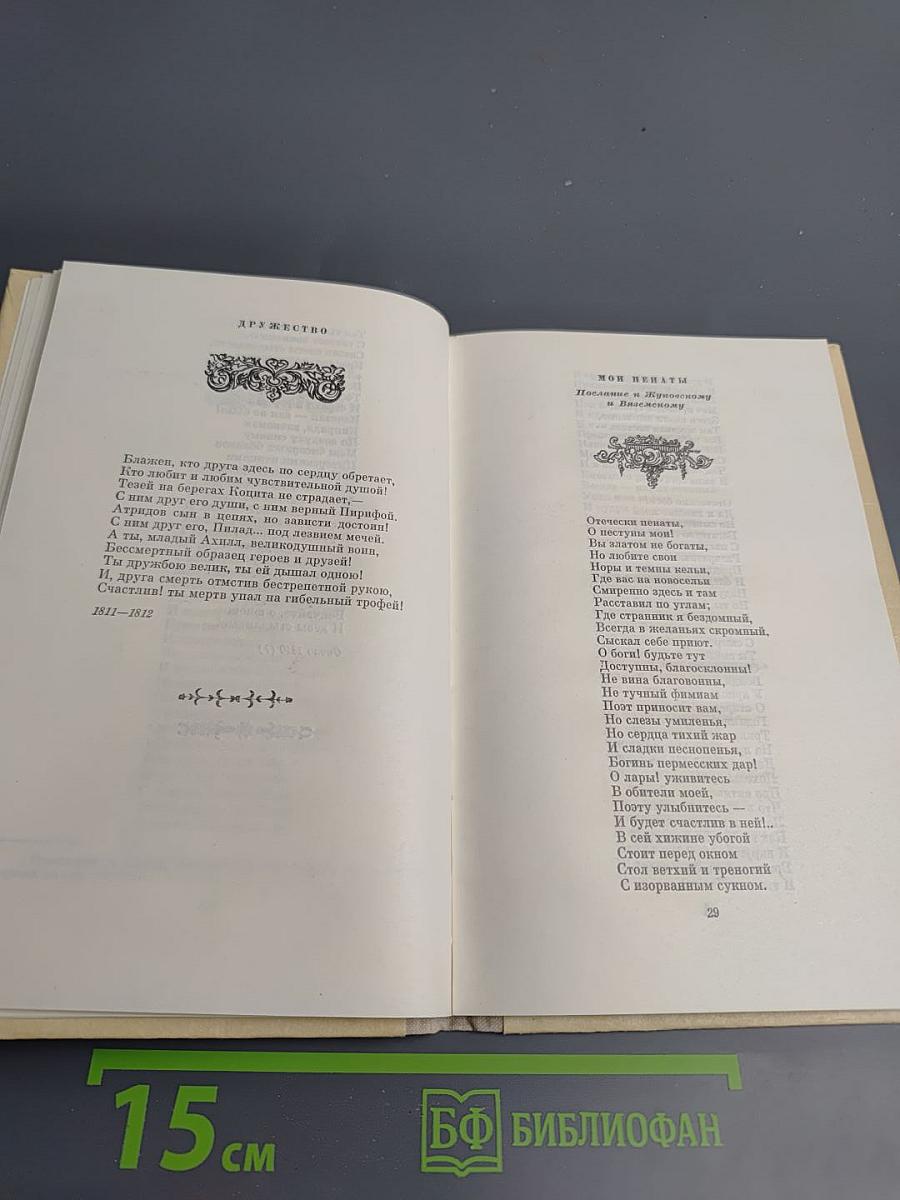 ДРУЖЕСТВО
Блажен, кто друга здесь по сердцу обретает,
Кто любит и любим чувствительной душой!
Тезей на берегах Коцита не страдает,—
С ним друг его души, с ним верный Пирифой.
Атридов сын в цепях, но зависти достоин!
С ним друг его, Пилад... под лезвием мечей.
А ты, младый Ахилл, великодушный воин,
Бессмертный образец героев и друзей!
Ты дружбою велик, ты ей дышал одною!
И, друга смерть отмстив бестрепетной рукою,
Счастлив! ты мертв упал на гибельный трофей!
1811—1812
МОИ ПЕНАТЫ
Послание к Жуковскому
и Вяземскому
Отечески пенаты,
О пестуны мои!
Вы златом не богаты,
Но любите свои
Норы и темны кельи,
Где вас на новосельи
Смиренно здесь и там
Расставил по углам;
Где странник я бездомный,
Всегда в желаньях скромный,
Сыскал себе приют.
О боги! будьте тут
Доступны, благосклонны!
Не вина благовонны,
Не тучный фимиам
Поэт приносит вам,
Но слезы умиленья,
Но сердца тихий жар
И сладки песнопенья,
Богинь пермесских дар!
О лары! уживитесь
В обители моей,
Поэту улыбнитесь —
И будет счастлив в ней!..
В сей хижине убогой
Стоит перед окном
Стол ветхий и треногий
С изорванным сукном.
29
15 см
БФ БИБЛИОФАН